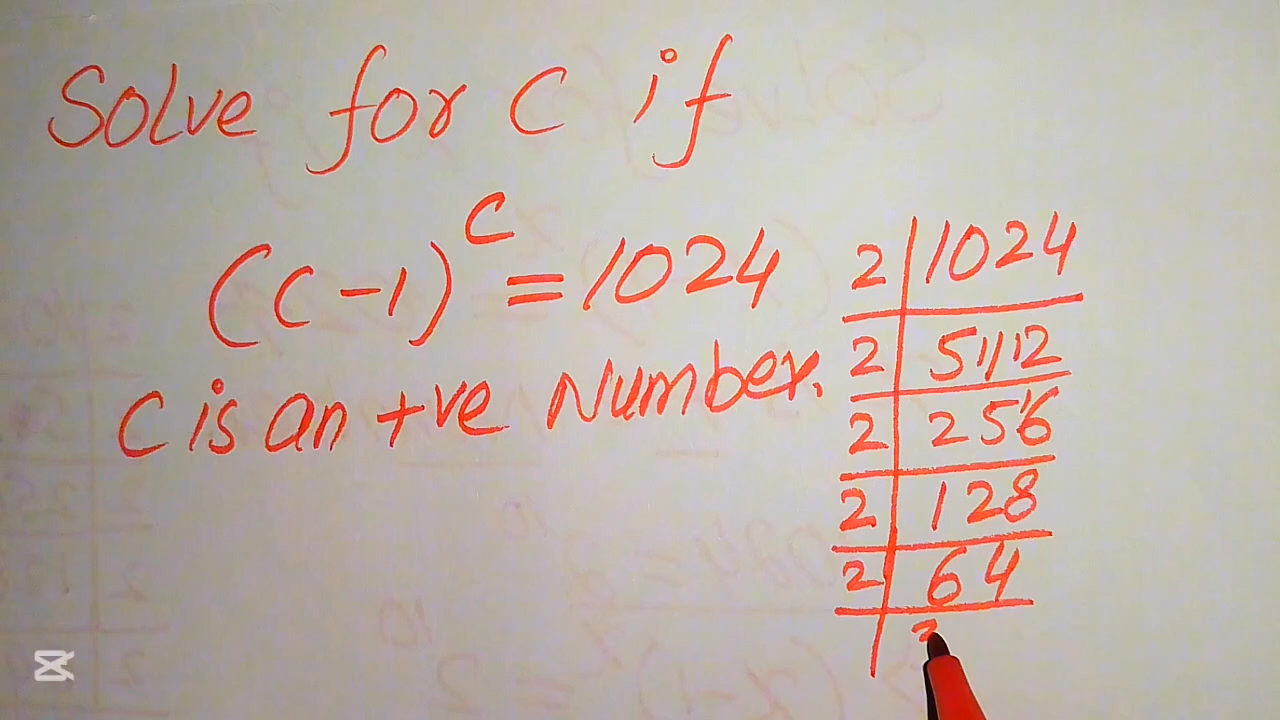 Solve for C if
(C-1)^C = 1024
C is an +ve Number.
2 | 1024
2 | 512
2 | 256
2 | 128
2 | 64